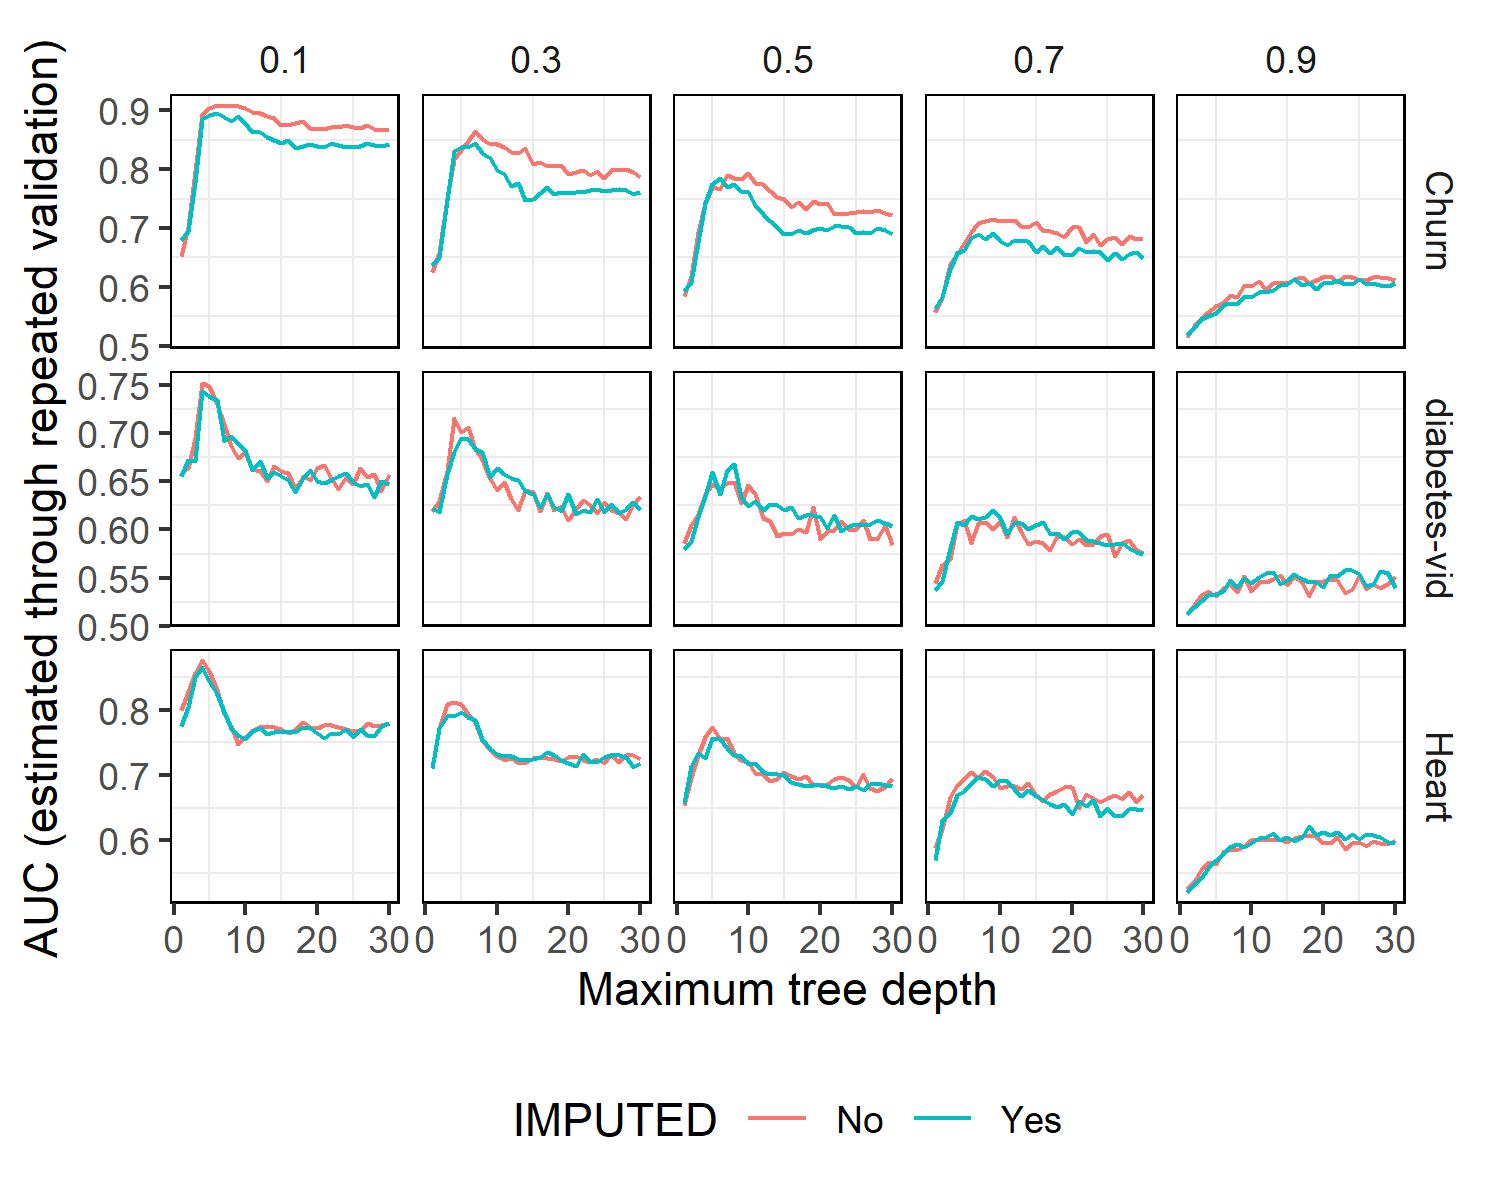 AUC (estimated through repeated validation)
0.1 0.3 0.5 0.7 0.9
0.9
0.8
0.7
0.6
0.5
Churn
0.75
0.70
0.65
0.60
0.55
0.50
diabetes-vid
0.8
0.7
0.6
Heart
0 10 20 30 0 10 20 30 0 10 20 30 0 10 20 30 0 10 20 30
Maximum tree depth
IMPUTED No Yes